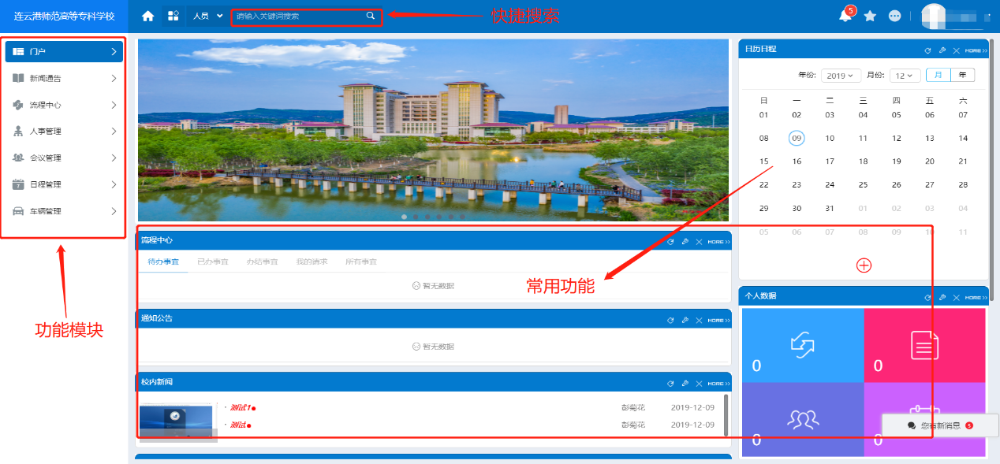 连云港师范高等专科学校
人员
请输入关键词搜索
快捷搜索
5
门户
新闻通告
流程中心
人事管理
会议管理
7
日程管理
车辆管理
功能模块
日历日程
MORE >>
年份: 2019 月份: 12 月 年
日 一 二 三 四 五 六
01 02 03 04 05 06 07
08 09 10 11 12 13 14
15 16 17 18 19 20 21
22 23 24 25 26 27 28
29 30 31 01 02 03 04
05 06 07 08 09 10 11
流程中心
MORE >>
待办事宜 已办事宜 办结事宜 我的请求 所有事宜
暂无数据
常用功能
通知公告
MORE >>
暂无数据
校内新闻
MORE >>
· 测试1 彭菊花 2019-12-09
· 测试 彭菊花 2019-12-09
个人数据
MORE >>
0 0
0 0
您有新消息 5